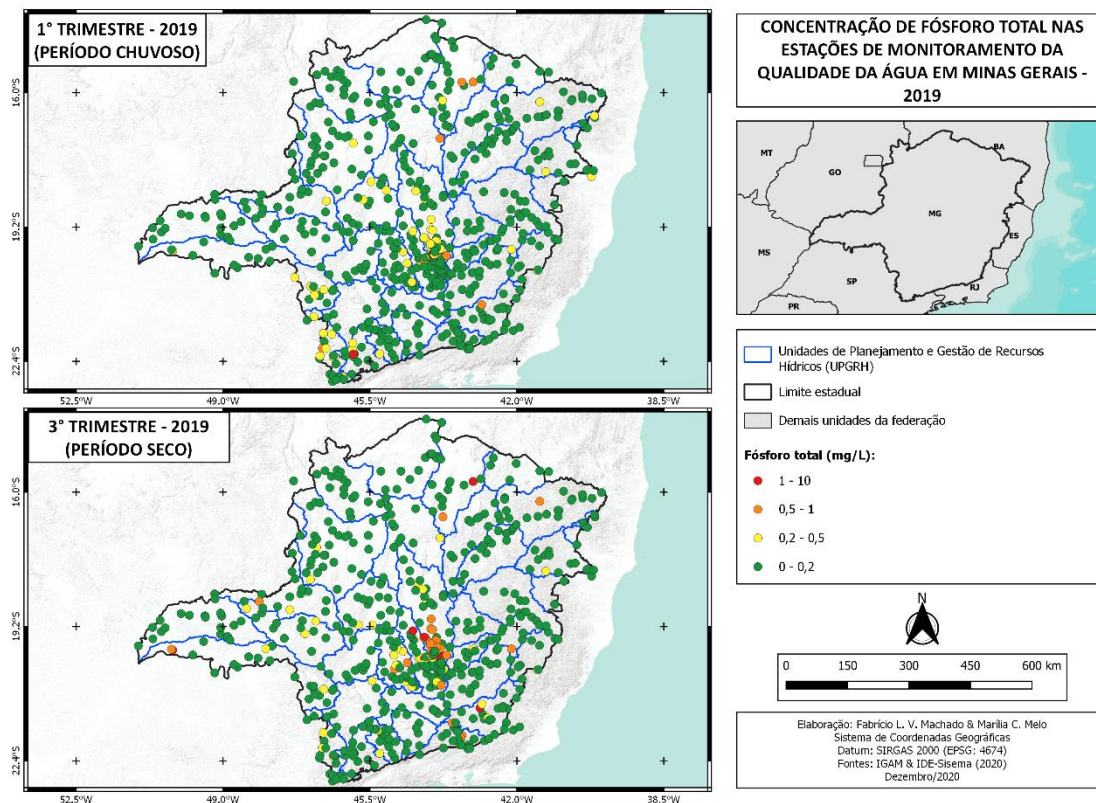 1° TRIMESTRE - 2019
(PERÍODO CHUVOSO)
16.0°S
19.2°S
22.4°S
52.5°W
49.0°W
45.5°W
42.0°W
38.5°W
3° TRIMESTRE - 2019
(PERÍODO SECO)
16.0°S
19.2°S
22.4°S
52.5°W
49.0°W
45.5°W
42.0°W
38.5°W
CONCENTRAÇÃO DE FÓSFORO TOTAL NAS
ESTAÇÕES DE MONITORAMENTO DA
QUALIDADE DA ÁGUA EM MINAS GERAIS -
2019
MT
BA
GO
MG
ES
MS
SP
RJ
PR
Unidades de Planejamento e Gestão de Recursos
Hídricos (UPGRH)
Limite estadual
Demais unidades da federação
Fósforo total (mg/L):
1 - 10
0,5 - 1
0,2 - 0,5
0 - 0,2
N
0 150 300 450 600 km
Elaboração: Fabrício L. V. Machado & Marília C. Melo
Sistema de Coordenadas Geográficas
Datum: SIRGAS 2000 (EPSG: 4674)
Fontes: IGAM & IDE-Sisema (2020)
Dezembro/2020